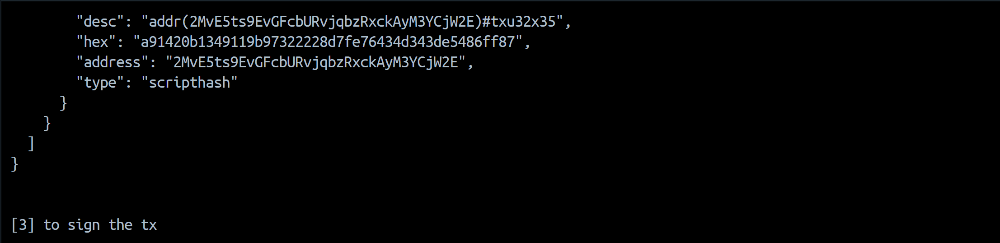 "desc": "addr(2MvE5ts9EvGFcbURvjqbzRxckAyM3YCjW2E)#txu32x35",
"hex": "a91420b1349119b97322228d7fe76434d343de5486ff87",
"address": "2MvE5ts9EvGFcbURvjqbzRxckAyM3YCjW2E",
"type": "scripthash"
}
}
]
}
[3] to sign the tx